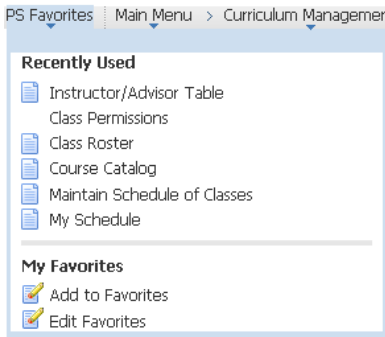 PS Favorites Main Menu > Curriculum Managemer
Recently Used
Instructor/Advisor Table
Class Permissions
Class Roster
Course Catalog
Maintain Schedule of Classes
My Schedule
My Favorites
Add to Favorites
Edit Favorites